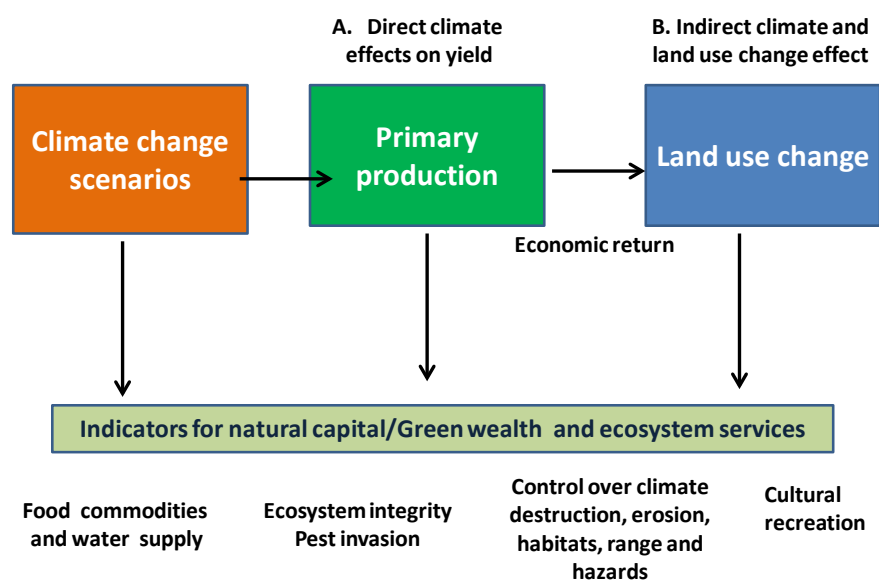 A. Direct climate
effects on yield
B. Indirect climate and
land use change effect
Climate change
scenarios
Primary
production
Land use change
Economic return
Indicators for natural capital/Green wealth and ecosystem services
Food commodities
and water supply
Ecosystem integrity
Pest invasion
Control over climate
destruction, erosion,
habitats, range and
hazards
Cultural
recreation